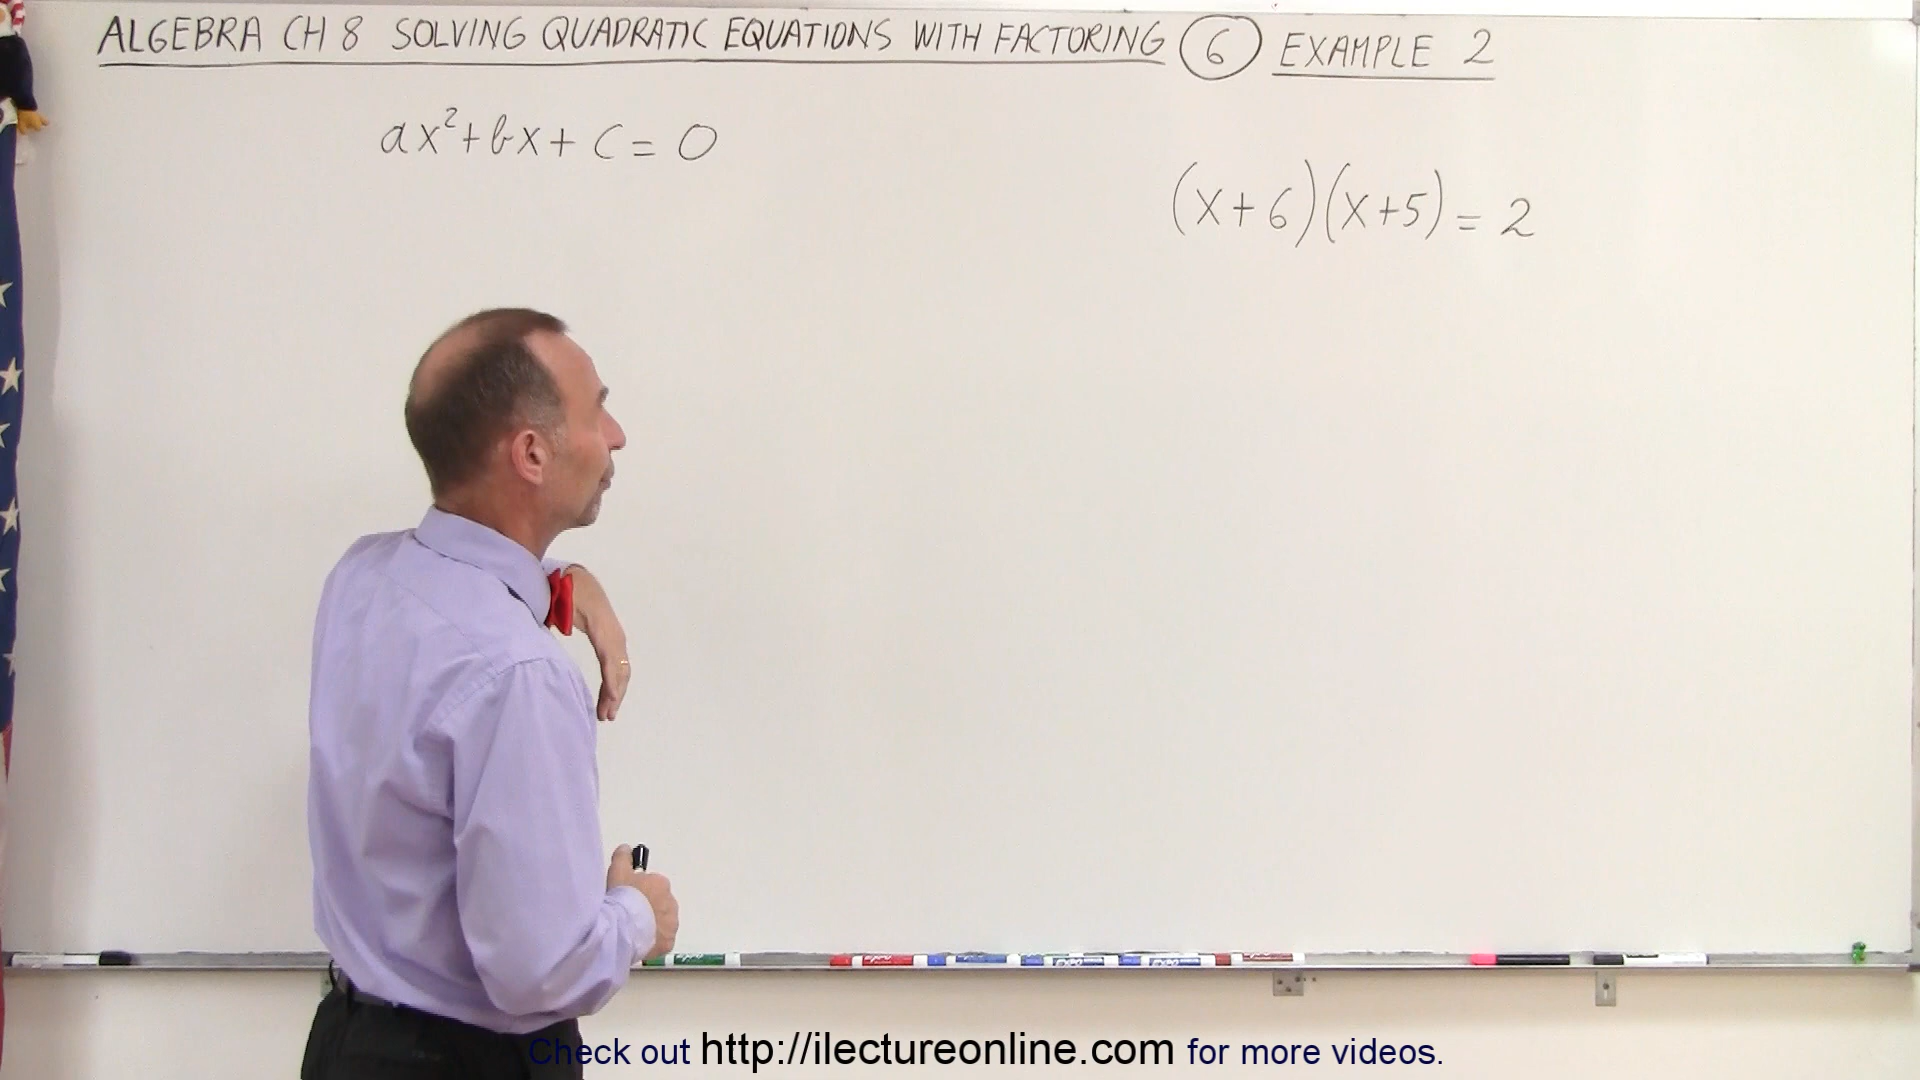 ALGEBRA CH 8 SOLVING QUADRATIC EQUATIONS WITH FACTORING 6 EXAMPLE 2
ax²+bx+c=0
(x+6)(x+5)=2
Check out http://ilectureonline.com for more videos.